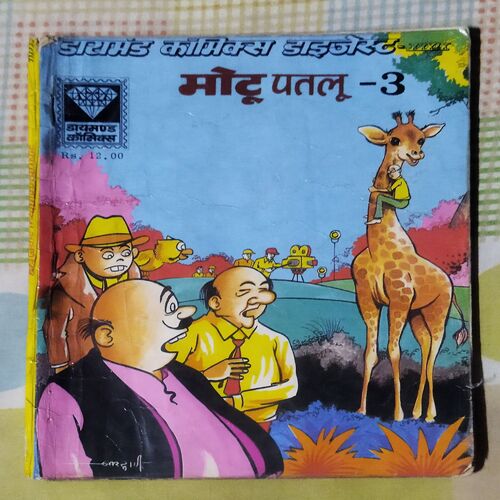 डायमंड कॉमिक्स डाइजेस्ट
मोटू पतलू -3
डायमण्ड
कॉमिक्स
Rs. 12.00